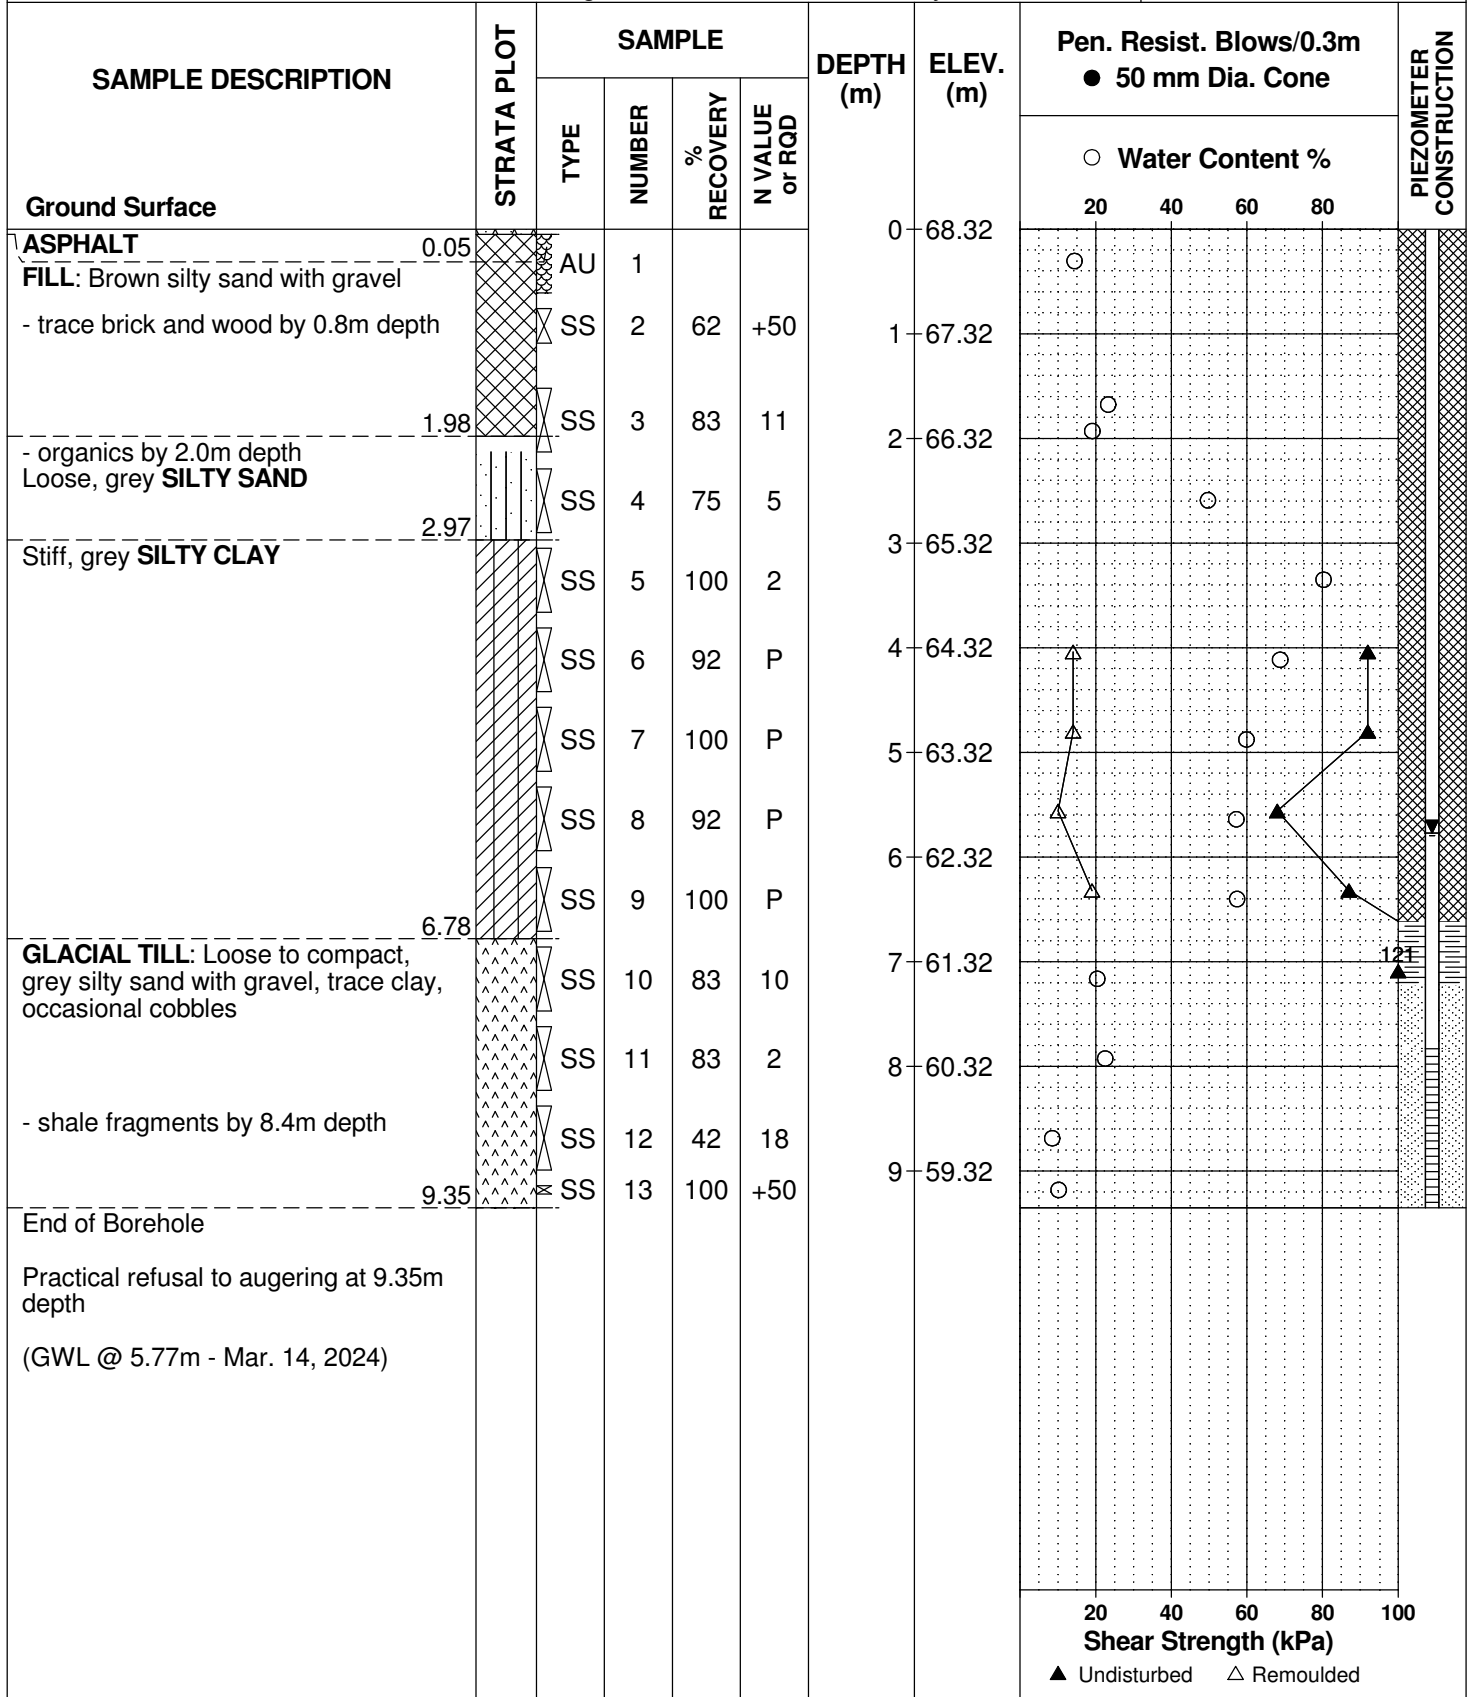 SAMPLE DESCRIPTION
STRATA PLOT
SAMPLE
TYPE
NUMBER
%
RECOVERY
N VALUE
or RQD
DEPTH
(m)
ELEV.
(m)
Pen. Resist. Blows/0.3m
● 50 mm Dia. Cone
○ Water Content %
20 40 60 80
PIEZOMETER
CONSTRUCTION
Ground Surface
0 68.32
ASPHALT 0.05
AU 1
FILL: Brown silty sand with gravel
- trace brick and wood by 0.8m depth
SS 2 62 +50
1 67.32
1.98
SS 3 83 11
2 66.32
- organics by 2.0m depth
Loose, grey SILTY SAND
SS 4 75 5
2.97
3 65.32
Stiff, grey SILTY CLAY
SS 5 100 2
4 64.32
SS 6 92 P
SS 7 100 P
5 63.32
SS 8 92 P
6 62.32
SS 9 100 P
6.78
GLACIAL TILL: Loose to compact,
grey silty sand with gravel, trace clay,
occasional cobbles
121
7 61.32
SS 10 83 10
SS 11 83 2
8 60.32
- shale fragments by 8.4m depth
SS 12 42 18
9 59.32
9.35
SS 13 100 +50
End of Borehole
Practical refusal to augering at 9.35m
depth
(GWL @ 5.77m - Mar. 14, 2024)
20 40 60 80 100
Shear Strength (kPa)
▲ Undisturbed △ Remoulded